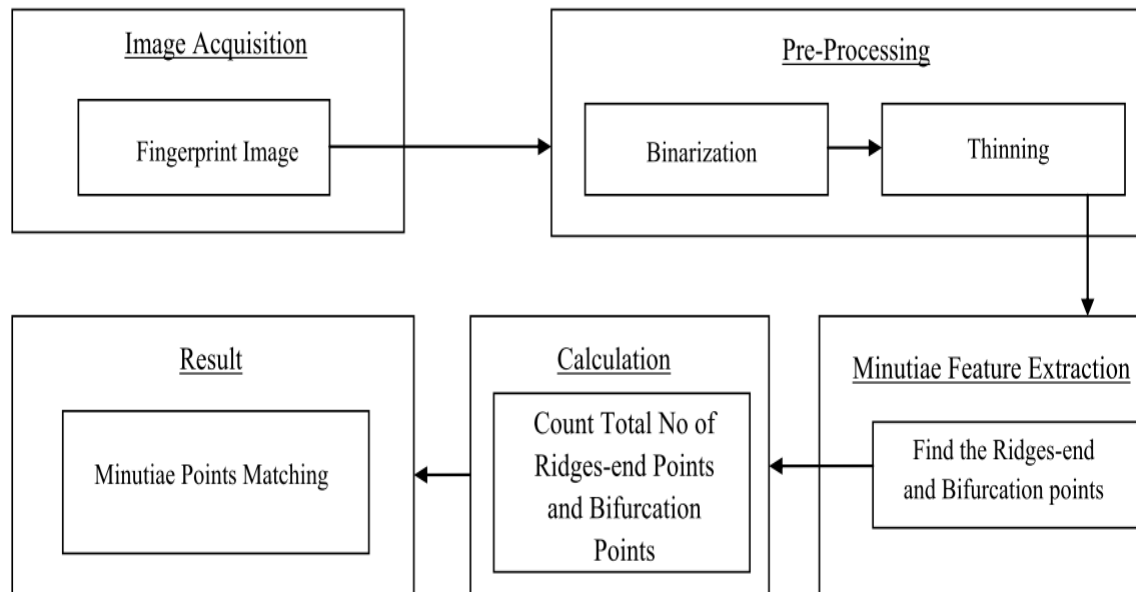 Image Acquisition
Fingerprint Image
Pre-Processing
Binarization
Thinning
Minutiae Feature Extraction
Find the Ridges-end
and Bifurcation points
Calculation
Count Total No of
Ridges-end Points
and Bifurcation
Points
Result
Minutiae Points Matching